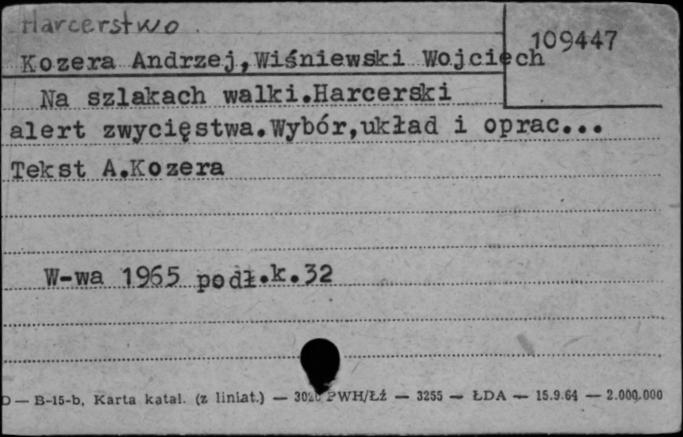 Harcerstwo
109447
Kozera Andrzej,Wiśniewski Wojciech
Na szlakach walki.Harcerski
alert zwycięstwa.Wybór,układ i oprac...
Tekst A.Kozera
W-wa 1965 podł.k.32
D — B-15-b, Karta katal. (z liniat.) — PWH/Łź — 3255 — ŁDA — 15.9.64 — 2.000.000